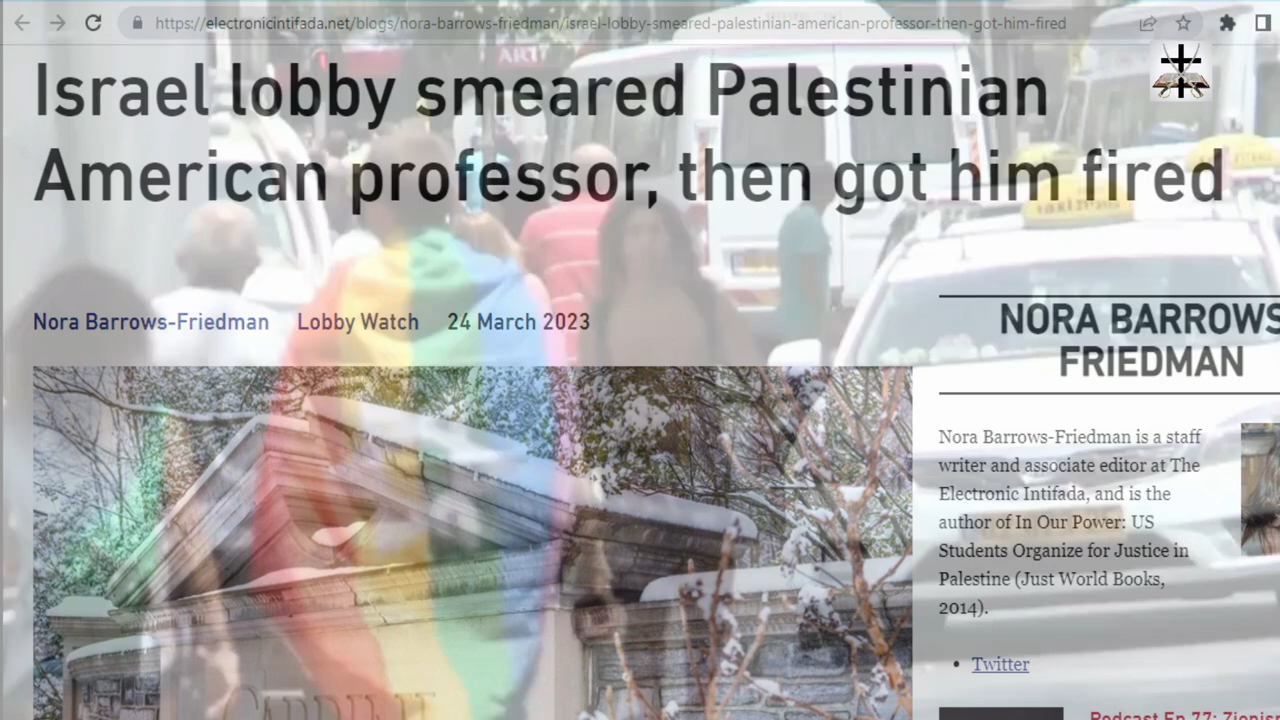 https://electronicintifada.net/blogs/nora-barrows-friedman/israel-lobby-smeared-palestinian-american-professor-then-got-him-fired
ART
Israel lobby smeared Palestinian
American professor, then got him fired
Nora Barrows-Friedman Lobby Watch 24 March 2023
NORA BARROWS
FRIEDMAN
Nora Barrows-Friedman is a staff
writer and associate editor at The
Electronic Intifada, and is the
author of In Our Power: US
Students Organize for Justice in
Palestine (Just World Books,
2014).
• Twitter
Podcast Ep 77: Zionis